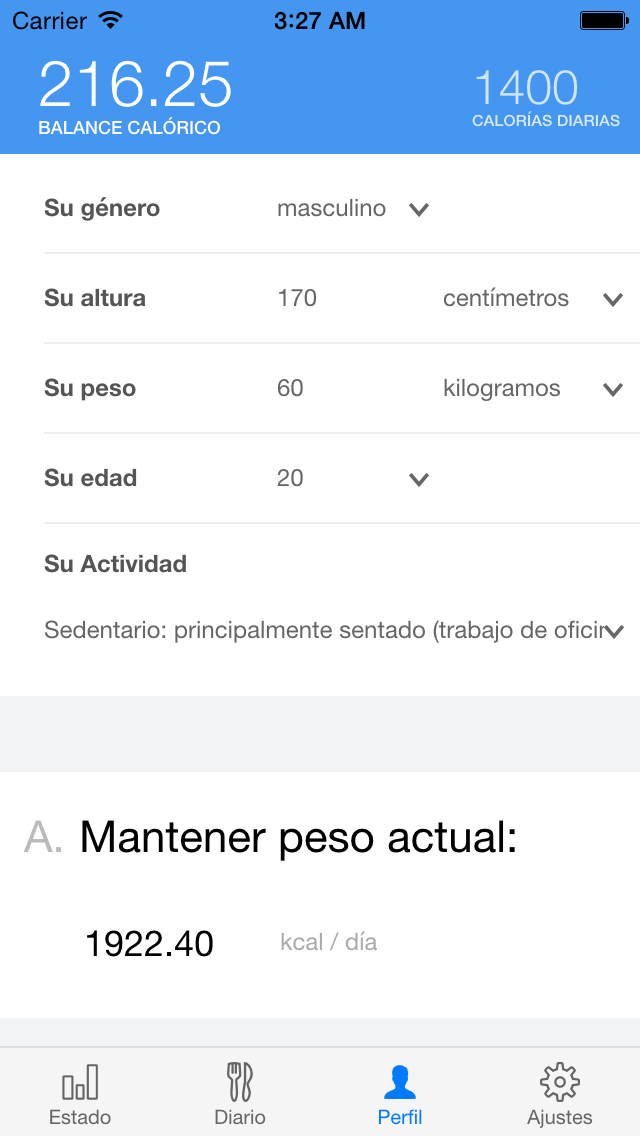 Carrier 3:27 AM
216.25 1400
BALANCE CALÓRICO CALORÍAS DIARIAS
Su género masculino
Su altura 170 centímetros
Su peso 60 kilogramos
Su edad 20
Su Actividad
Sedentario: principalmente sentado (trabajo de oficin
A. Mantener peso actual:
1922.40 kcal / día
Estado Diario Perfil Ajustes